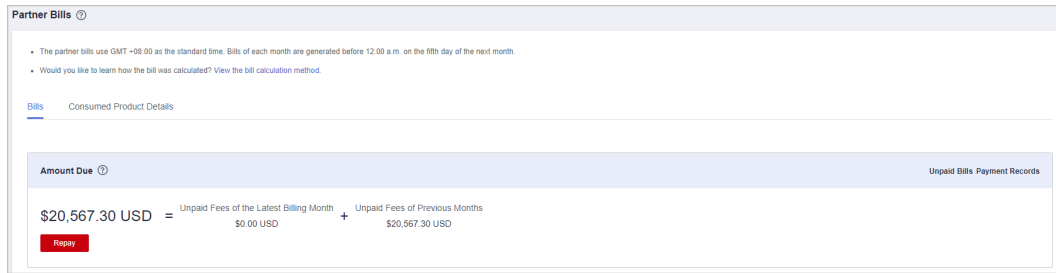 Partner Bills
The partner bills use GMT +08:00 as the standard time. Bills of each month are generated before 12:00 a.m. on the fifth day of the next month.
Would you like to learn how the bill was calculated? View the bill calculation method.
Bills Consumed Product Details
Amount Due Unpaid Bills Payment Records
$20,567.30 USD = Unpaid Fees of the Latest Billing Month + Unpaid Fees of Previous Months
$0.00 USD $20,567.30 USD
Repay